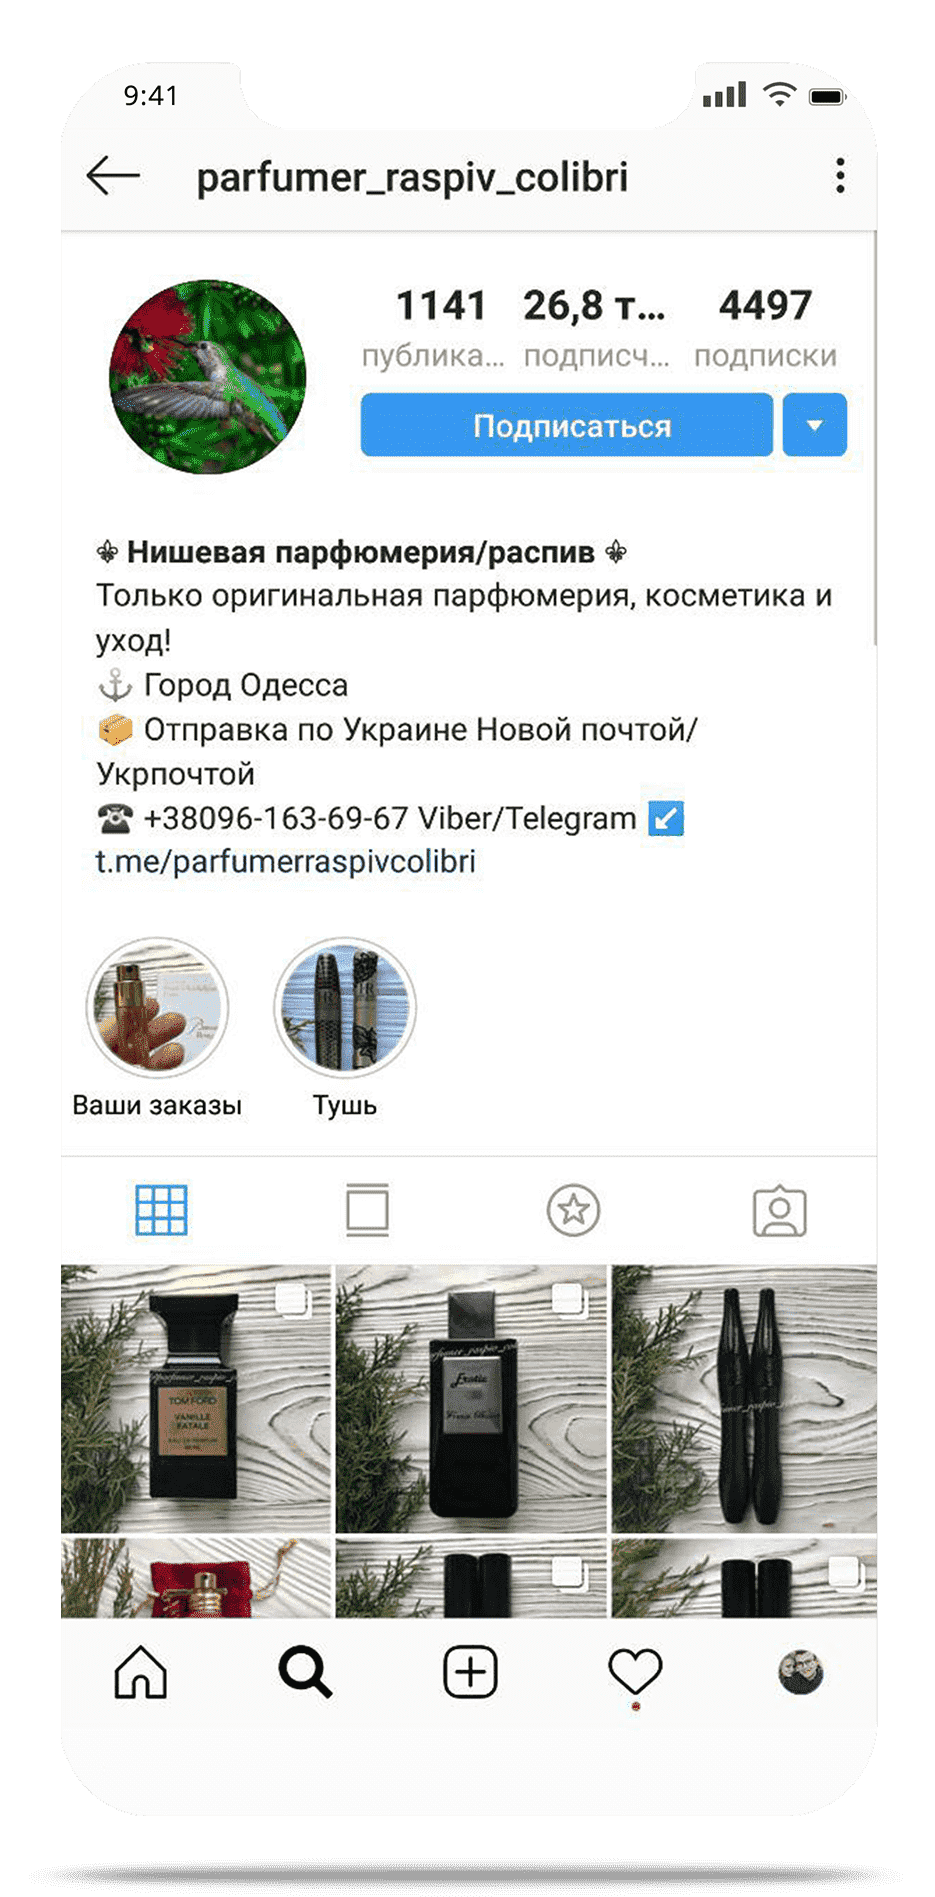 9:41
parfumer_raspiv_colibri
1141 26,8 т... 4497
публика... подписч... подписки
Подписаться
⚜ Нишевая парфюмерия/распив ⚜
Только оригинальная парфюмерия, косметика и
уход!
⚓ Город Одесса
📦 Отправка по Украине Новой почтой/
Укрпочтой
☎ +38096-163-69-67 Viber/Telegram ↙
t.me/parfumerraspivcolibri
Ваши заказы Тушь
TOM FORD
VANILLE
FATALE